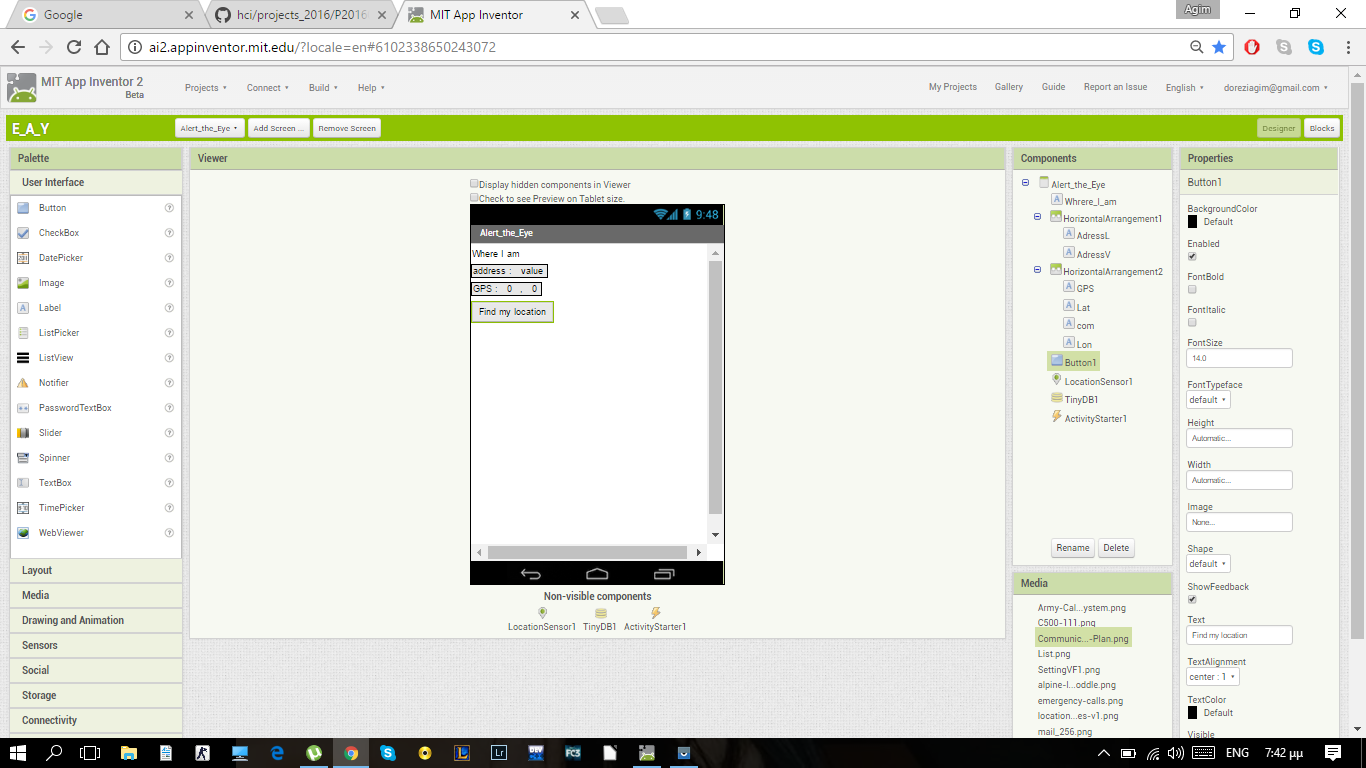 Google
hci/projects_2016/P2016
MIT App Inventor
Agim
ai2.appinventor.mit.edu/?locale=en#6102338650243072
MIT App Inventor 2
Beta
Projects
Connect
Build
Help
My Projects
Gallery
Guide
Report an Issue
English
doreziagim@gmail.com
E_A_Y
Alert_the_Eye
Add Screen ...
Remove Screen
Designer
Blocks
Palette
User Interface
Button
CheckBox
DatePicker
Image
Label
ListPicker
ListView
Notifier
PasswordTextBox
Slider
Spinner
TextBox
TimePicker
WebViewer
Layout
Media
Drawing and Animation
Sensors
Social
Storage
Connectivity
Viewer
Display hidden components in Viewer
Check to see Preview on Tablet size.
9:48
Alert_the_Eye
Where I am
address : value
GPS : 0 , 0
Find my location
Non-visible components
LocationSensor1 TinyDB1 ActivityStarter1
Components
Alert_the_Eye
Whrere_I_am
HorizontalArrangement1
AdressL
AdressV
HorizontalArrangement2
GPS
Lat
com
Lon
Button1
LocationSensor1
TinyDB1
ActivityStarter1
Rename
Delete
Media
Army-Cal...ystem.png
C500-111.png
Communic...-Plan.png
List.png
SettingVF1.png
alpine-l...oddle.png
emergency-calls.png
location...es-v1.png
mail_256.png
Properties
Button1
BackgroundColor
Default
Enabled
FontBold
FontItalic
FontSize
14.0
FontTypeface
default
Height
Automatic...
Width
Automatic...
Image
None...
Shape
default
ShowFeedback
Text
Find my location
TextAlignment
center : 1
TextColor
Default
Visible
ENG
7:42 μμ